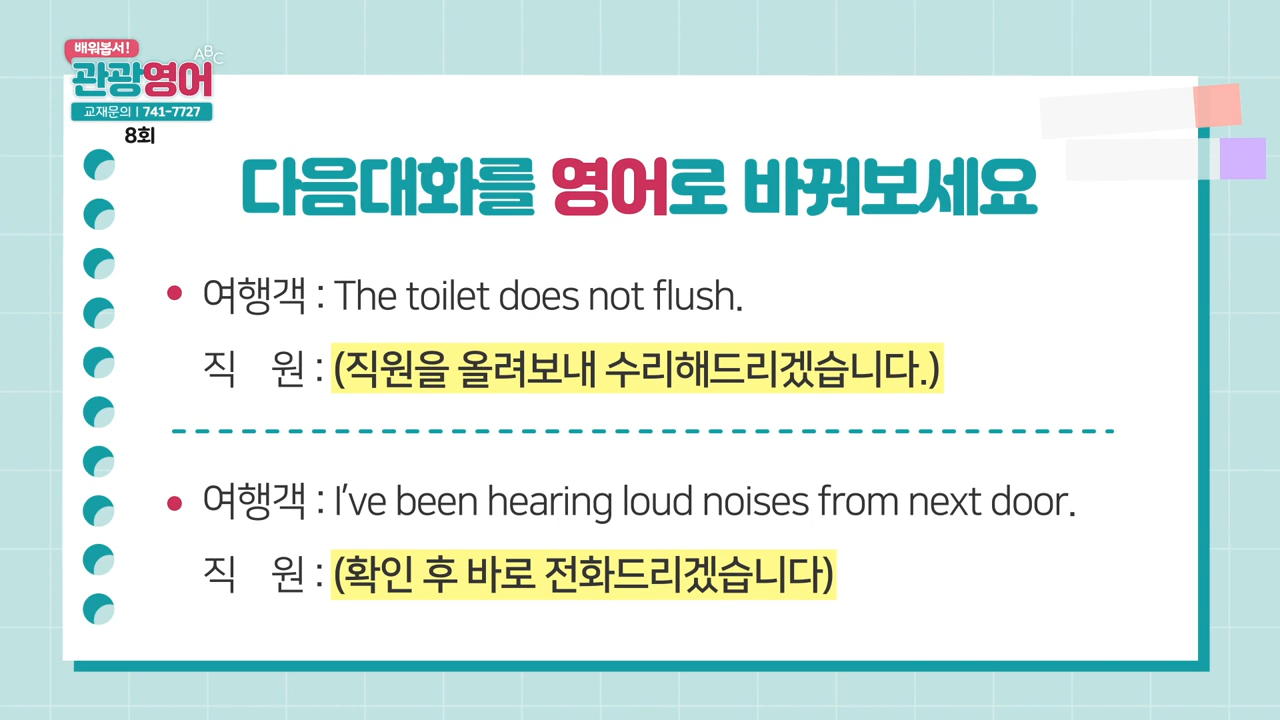 배워봅서!
ABC
관광영어
교재문의 | 741-7727
8회
다음대화를 영어로 바꿔보세요
• 여행객 : The toilet does not flush.
직 원 : (직원을 올려보내 수리해드리겠습니다.)
• 여행객 : I've been hearing loud noises from next door.
직 원 : (확인 후 바로 전화드리겠습니다)